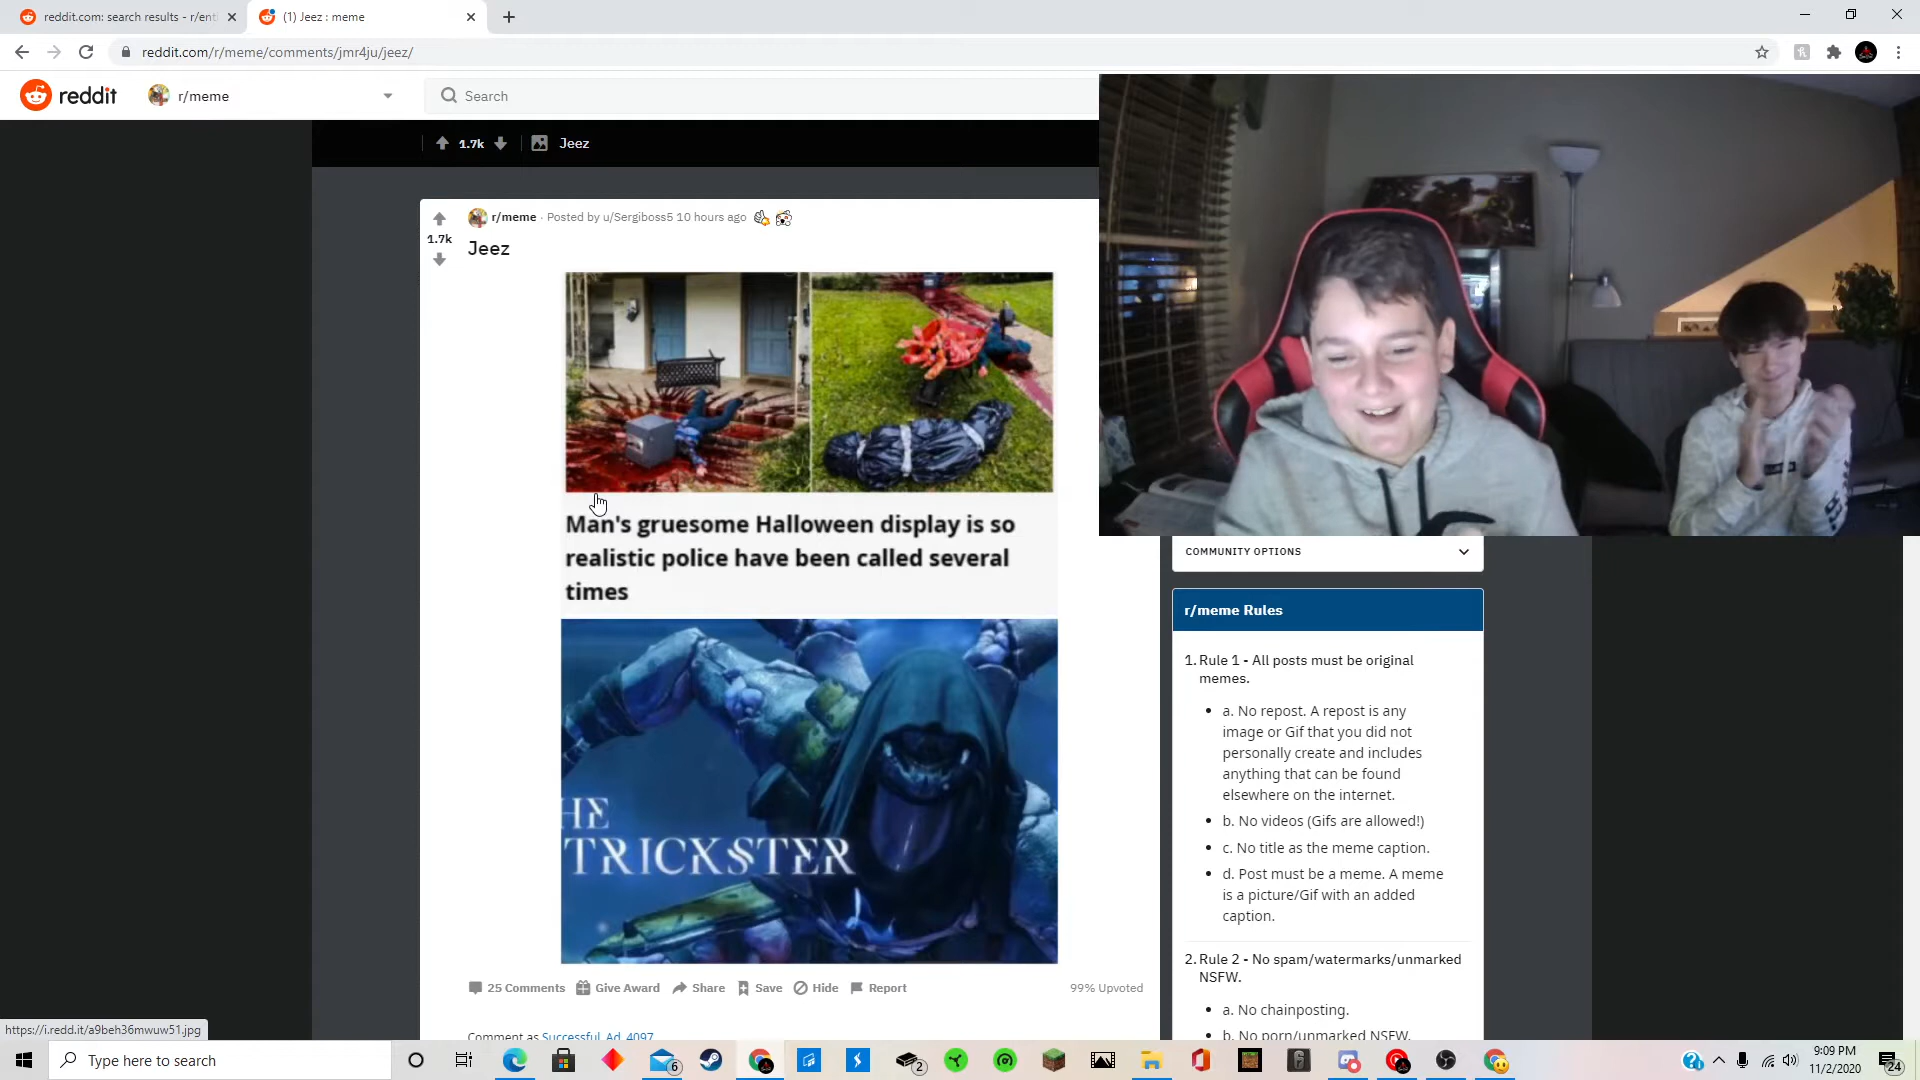 reddit.com: search results - r/enti
(1) Jeez : meme
reddit.com/r/meme/comments/jmr4ju/jeez/
reddit
r/meme
Search
1.7k
Jeez
r/meme · Posted by u/Sergiboss5 10 hours ago
1.7k
Jeez
Man's gruesome Halloween display is so
realistic police have been called several
times
HE
TRICKSTER
25 Comments
Give Award
Share
Save
Hide
Report
99% Upvoted
Comment as Successful_Ad_4097
COMMUNITY OPTIONS
r/meme Rules
1. Rule 1 - All posts must be original
memes.
a. No repost. A repost is any
image or Gif that you did not
personally create and includes
anything that can be found
elsewhere on the internet.
b. No videos (Gifs are allowed!)
c. No title as the meme caption.
d. Post must be a meme. A meme
is a picture/Gif with an added
caption.
2. Rule 2 - No spam/watermarks/unmarked
NSFW.
a. No chainposting.
b. No porn/unmarked NSFW.
https://i.redd.it/a9beh36mwuw51.jpg
Type here to search
6
2
9:09 PM
11/2/2020
24